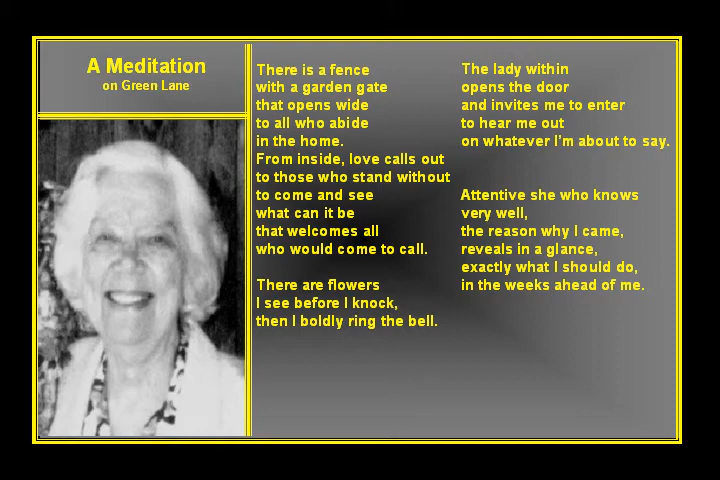 A Meditation
on Green Lane
There is a fence
with a garden gate
that opens wide
to all who abide
in the home.
From inside, love calls out
to those who stand without
to come and see
what can it be
that welcomes all
who would come to call.
There are flowers
I see before I knock,
then I boldly ring the bell.
The lady within
opens the door
and invites me to enter
to hear me out
on whatever I'm about to say.
Attentive she who knows
very well,
the reason why I came,
reveals in a glance,
exactly what I should do,
in the weeks ahead of me.